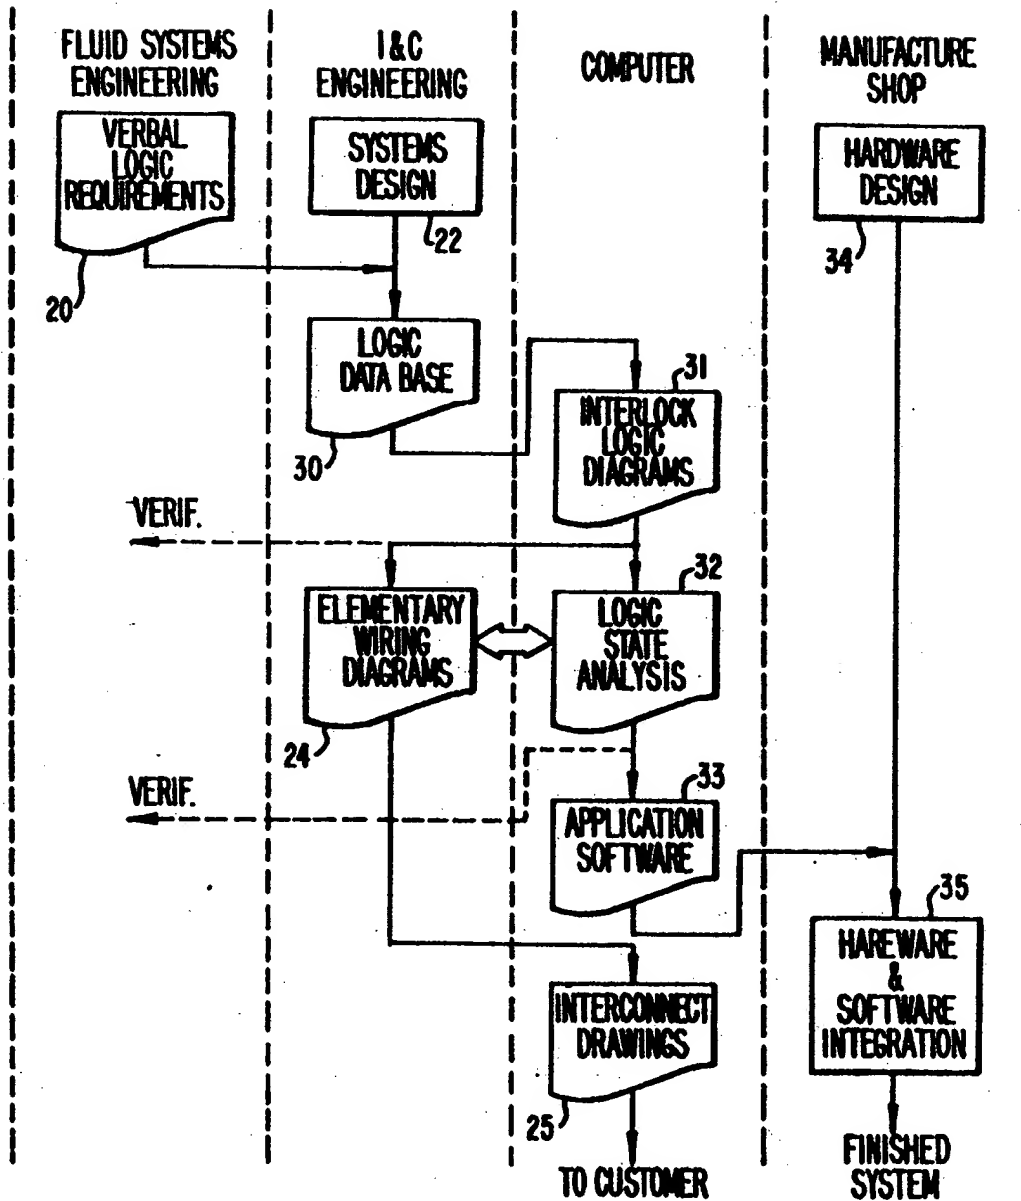 FLUID SYSTEMS
ENGINEERING
I&C
ENGINEERING
COMPUTER
MANUFACTURE
SHOP
VERBAL
LOGIC
REQUIREMENTS
20
SYSTEMS
DESIGN
22
HARDWARE
DESIGN
34
LOGIC
DATA BASE
30
31
INTERLOCK
LOGIC
DIAGRAMS
VERIF.
ELEMENTARY
WIRING
DIAGRAMS
24
32
LOGIC
STATE
ANALYSIS
VERIF.
33
APPLICATION
SOFTWARE
35
HAREWARE
&
SOFTWARE
INTEGRATION
INTERCONNECT
DRAWINGS
25
TO CUSTOMER
FINISHED
SYSTEM